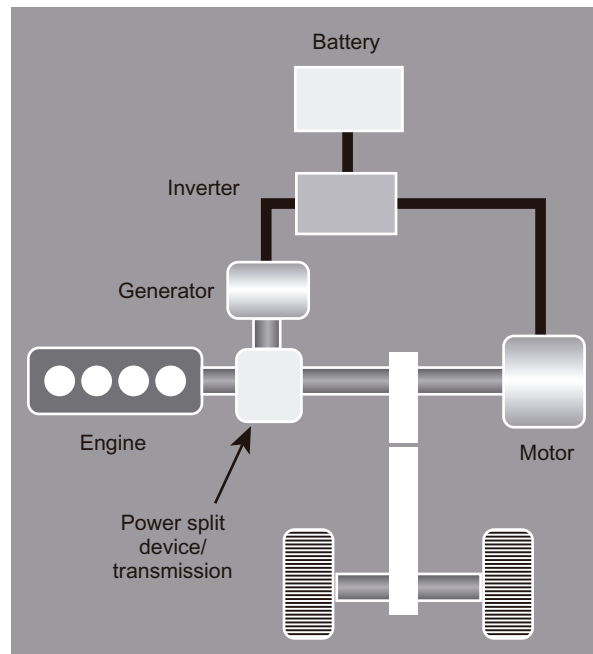 Battery
Inverter
Generator
Engine
Motor
Power split
device/
transmission